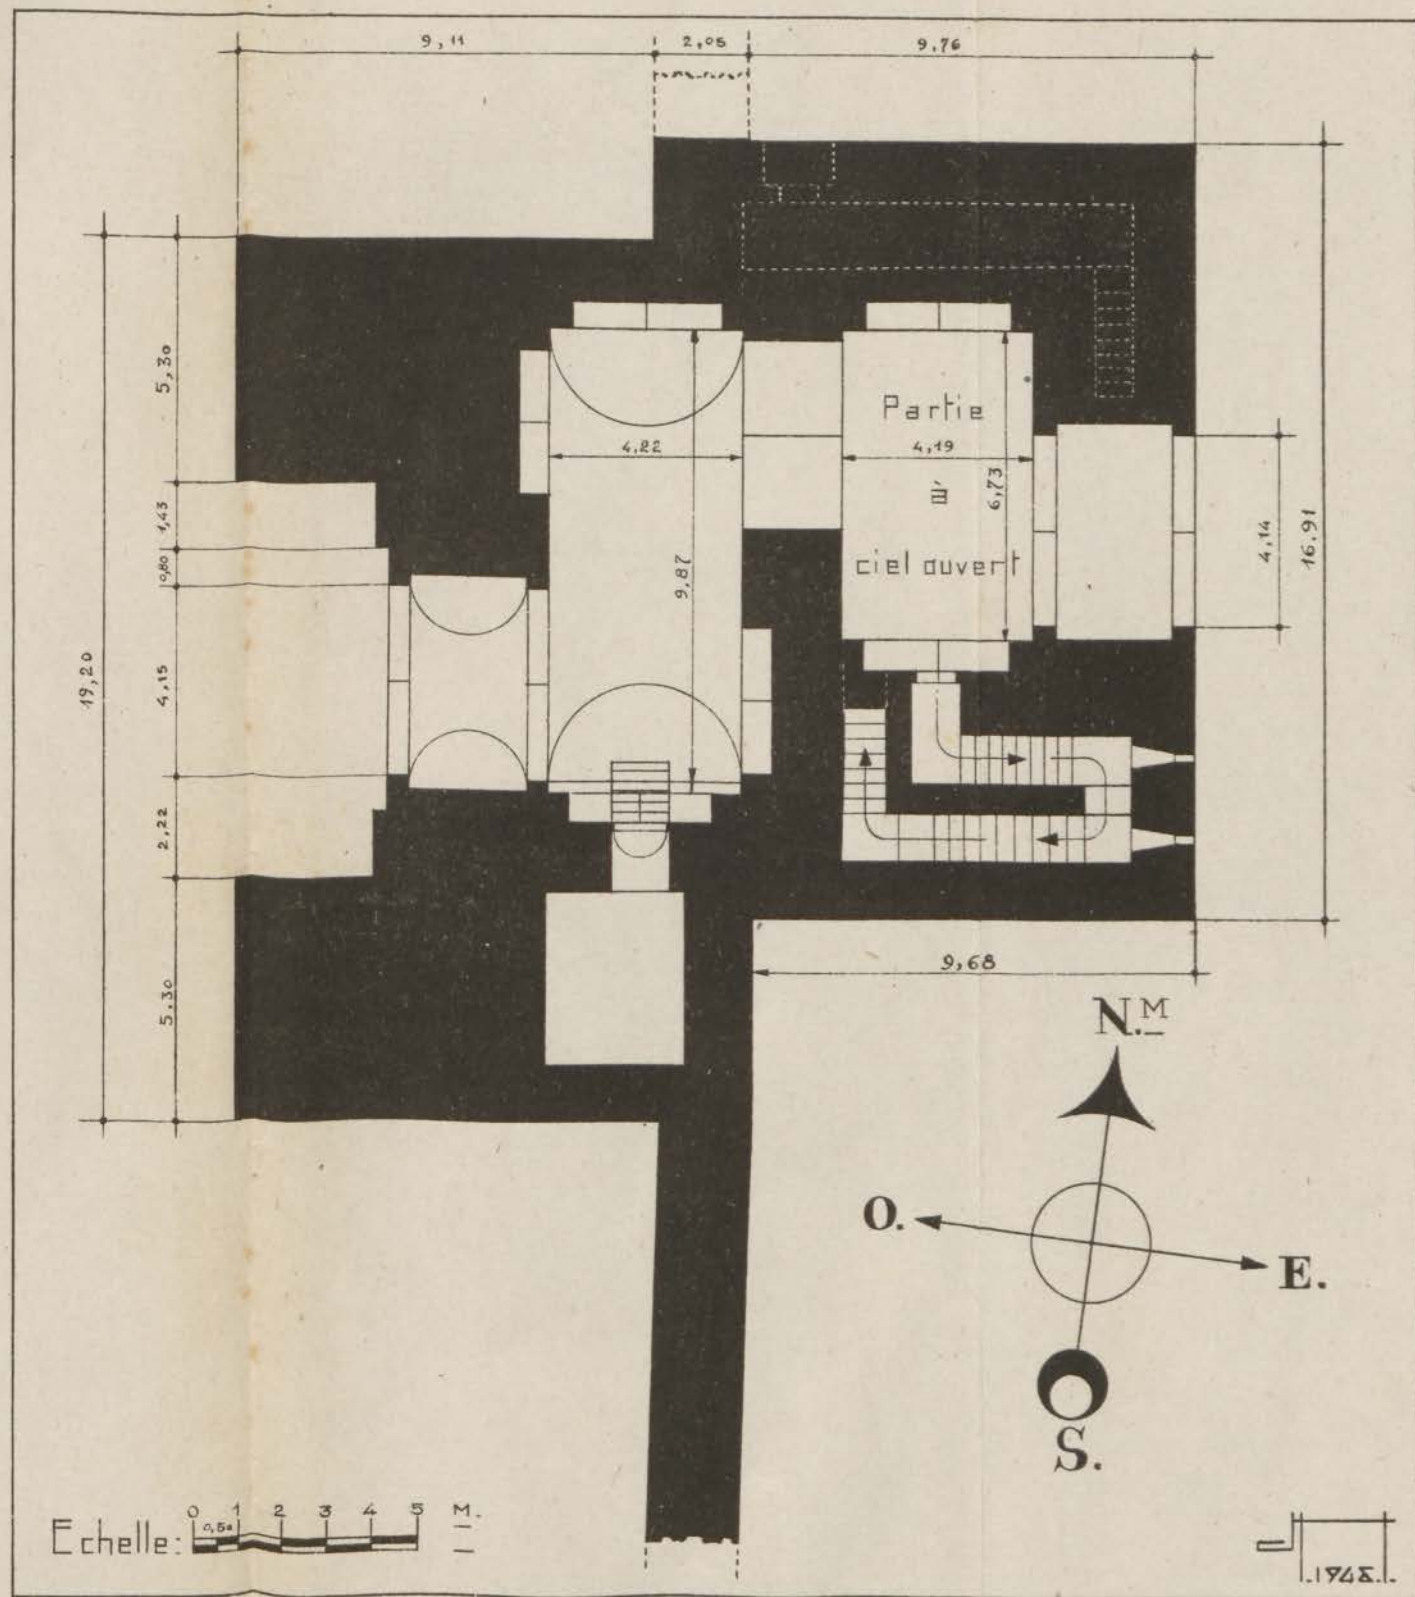 9,11
2,05
9,76
5,30
1,43
0,80
4,15
2,22
5.30
19,20
4,22
9,87
Partie
4,19
à
6,73
ciel ouvert
4,14
16.91
9,68
N.M
O.
E.
S.
Echelle:
0 1 2 3 4 5 M.
0,50